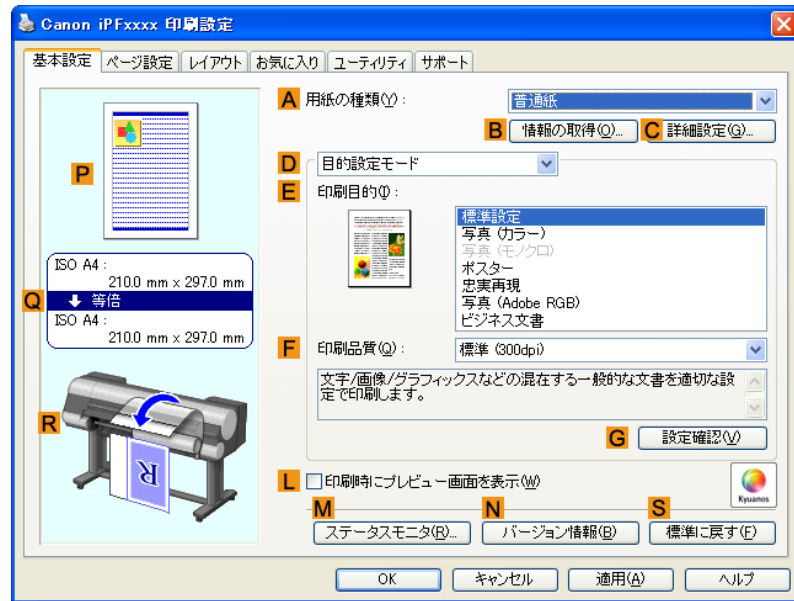 Canon iPFxxxx 印刷設定
基本設定 ページ設定 レイアウト お気に入り ユーティリティ サポート
A 用紙の種類(Y): 普通紙
B 情報の取得(O)... C 詳細設定(G)...
P
D 目的設定モード
E 印刷目的(I):
標準設定
写真 (カラー)
写真 (モノクロ)
ポスター
忠実再現
写真 (Adobe RGB)
ビジネス文書
ISO A4 :
210.0 mm x 297.0 mm
Q 等倍
ISO A4 :
210.0 mm x 297.0 mm
F 印刷品質(Q): 標準 (300dpi)
文字/画像/グラフィックスなどの混在する一般的な文書を適切な設
定で印刷します。
G 設定確認(V)
R
R
L 印刷時にプレビュー画面を表示(W)
Kyuanos
M N S
ステータスモニタ(R)... バージョン情報(B) 標準に戻す(F)
OK キャンセル 適用(A) ヘルプ